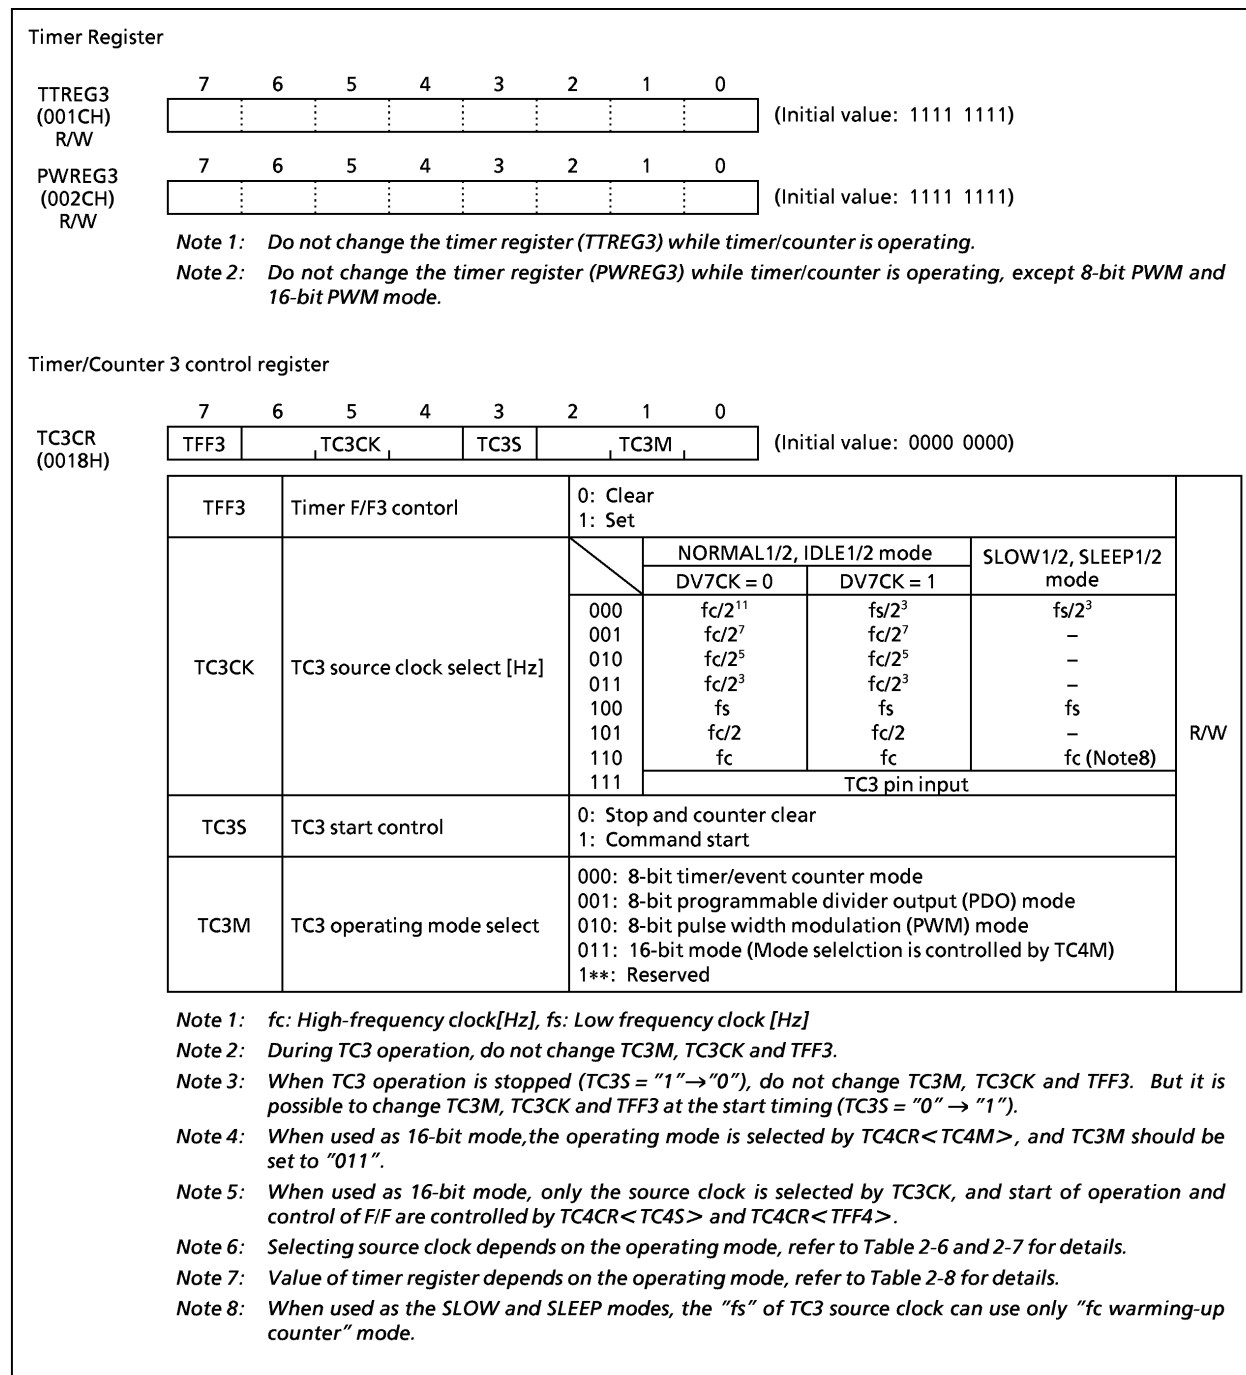 Timer Register
7 6 5 4 3 2 1 0
TTREG3
(001CH)
R/W
(Initial value: 1111 1111)
7 6 5 4 3 2 1 0
PWREG3
(002CH)
R/W
(Initial value: 1111 1111)
Note 1: Do not change the timer register (TTREG3) while timer/counter is operating.
Note 2: Do not change the timer register (PWREG3) while timer/counter is operating, except 8-bit PWM and
16-bit PWM mode.
Timer/Counter 3 control register
7 6 5 4 3 2 1 0
TC3CR
(0018H)
TFF3 TC3CK TC3S TC3M (Initial value: 0000 0000)
TFF3 Timer F/F3 contorl
0: Clear
1: Set
R/W
TC3CK TC3 source clock select [Hz]
NORMAL1/2, IDLE1/2 mode SLOW1/2, SLEEP1/2
mode
DV7CK = 0 DV7CK = 1
000 fc/2¹¹ fs/2³ fs/2³
001 fc/2⁷ fc/2⁷ –
010 fc/2⁵ fc/2⁵ –
011 fc/2³ fc/2³ –
100 fs fs fs
101 fc/2 fc/2 –
110 fc fc fc (Note8)
111 TC3 pin input
TC3S TC3 start control
0: Stop and counter clear
1: Command start
TC3M TC3 operating mode select
000: 8-bit timer/event counter mode
001: 8-bit programmable divider output (PDO) mode
010: 8-bit pulse width modulation (PWM) mode
011: 16-bit mode (Mode selelction is controlled by TC4M)
1**: Reserved
Note 1: fc: High-frequency clock[Hz], fs: Low frequency clock [Hz]
Note 2: During TC3 operation, do not change TC3M, TC3CK and TFF3.
Note 3: When TC3 operation is stopped (TC3S = "1"→"0"), do not change TC3M, TC3CK and TFF3. But it is
possible to change TC3M, TC3CK and TFF3 at the start timing (TC3S = "0" → "1").
Note 4: When used as 16-bit mode,the operating mode is selected by TC4CR<TC4M>, and TC3M should be
set to "011".
Note 5: When used as 16-bit mode, only the source clock is selected by TC3CK, and start of operation and
control of F/F are controlled by TC4CR<TC4S> and TC4CR<TFF4>.
Note 6: Selecting source clock depends on the operating mode, refer to Table 2-6 and 2-7 for details.
Note 7: Value of timer register depends on the operating mode, refer to Table 2-8 for details.
Note 8: When used as the SLOW and SLEEP modes, the "fs" of TC3 source clock can use only "fc warming-up
counter" mode.